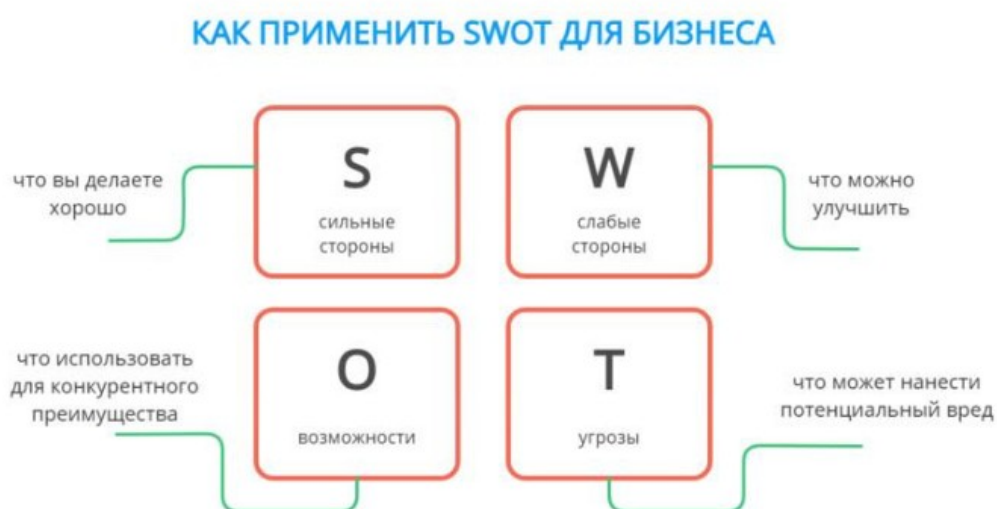 КАК ПРИМЕНИТЬ SWOT ДЛЯ БИЗНЕСА
что вы делаете
хорошо
S
сильные
стороны
W
слабые
стороны
что можно
улучшить
что использовать
для конкурентного
преимущества
O
возможности
T
угрозы
что может нанести
потенциальный вред